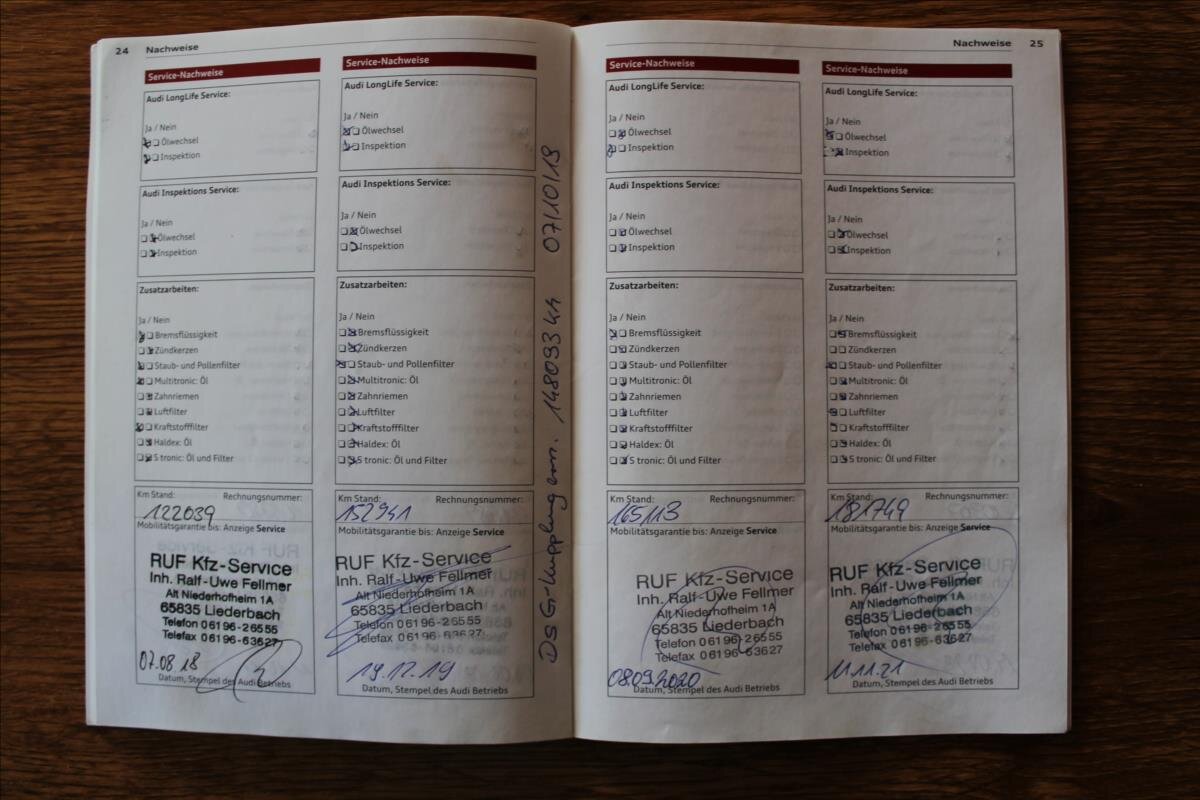 24 Nachweise
Service-Nachweise
Audi LongLife Service:
Ja / Nein
Ölwechsel
Inspektion
Audi Inspektions Service:
Ja / Nein
Ölwechsel
Inspektion
Zusatzarbeiten:
Ja / Nein
Bremsflüssigkeit
Zündkerzen
Staub- und Pollenfilter
Multitronic: Öl
Zahnriemen
Luftfilter
Kraftstofffilter
Haldex: Öl
S tronic: Öl und Filter
Km Stand: Rechnungsnummer:
122039
Mobilitätsgarantie bis: Anzeige Service
RUF Kfz-Service
Inh. Ralf-Uwe Fellmer
Alt Niederhofheim 1A
65835 Liederbach
Telefon 06196-26555
Telefax 06196-63627
07.08 18
Datum, Stempel des Audi Betriebs
Service-Nachweise
Audi LongLife Service:
Ja / Nein
Ölwechsel
Inspektion
Audi Inspektions Service:
Ja / Nein
Ölwechsel
Inspektion
Zusatzarbeiten:
Ja / Nein
Bremsflüssigkeit
Zündkerzen
Staub- und Pollenfilter
Multitronic: Öl
Zahnriemen
Luftfilter
Kraftstofffilter
Haldex: Öl
S tronic: Öl und Filter
Km Stand: Rechnungsnummer:
152941
Mobilitätsgarantie bis: Anzeige Service
RUF Kfz-Service
Inh. Ralf-Uwe Fellmer
Alt Niederhofheim 1A
65835 Liederbach
Telefon 06196-26555
Telefax 06196-63627
19.12.19
Datum, Stempel des Audi Betriebs
DSG-Kupplung ern. 148093 07/10/19
Nachweise 25
Service-Nachweise
Audi LongLife Service:
Ja / Nein
Ölwechsel
Inspektion
Audi Inspektions Service:
Ja / Nein
Ölwechsel
Inspektion
Zusatzarbeiten:
Ja / Nein
Bremsflüssigkeit
Zündkerzen
Staub- und Pollenfilter
Multitronic: Öl
Zahnriemen
Luftfilter
Kraftstofffilter
Haldex: Öl
S tronic: Öl und Filter
Km Stand: Rechnungsnummer:
165113
Mobilitätsgarantie bis: Anzeige Service
RUF Kfz-Service
Inh. Ralf-Uwe Fellmer
Alt Niederhofheim 1A
65835 Liederbach
Telefon 06196-26555
Telefax 06196-63627
08.09.2020
Datum, Stempel des Audi Betriebs
Service-Nachweise
Audi LongLife Service:
Ja / Nein
Ölwechsel
Inspektion
Audi Inspektions Service:
Ja / Nein
Ölwechsel
Inspektion
Zusatzarbeiten:
Ja / Nein
Bremsflüssigkeit
Zündkerzen
Staub- und Pollenfilter
Multitronic: Öl
Zahnriemen
Luftfilter
Kraftstofffilter
Haldex: Öl
S tronic: Öl und Filter
Km Stand: Rechnungsnummer:
181749
Mobilitätsgarantie bis: Anzeige Service
RUF Kfz-Service
Inh. Ralf-Uwe Fellmer
Alt Niederhofheim 1A
65835 Liederbach
Telefon 06196-26555
Telefax 06196-63627
11.11.21
Datum, Stempel des Audi Betriebs